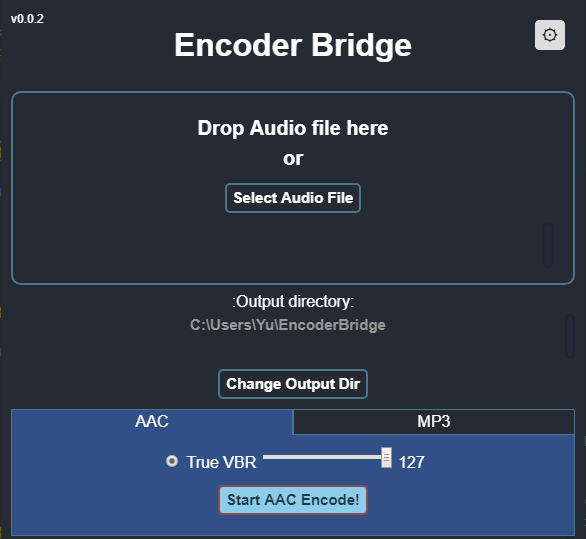 v0.0.2
Encoder Bridge
Drop Audio file here
or
Select Audio File
:Output directory:
C:\Users\Yu\EncoderBridge
Change Output Dir
AAC
MP3
True VBR 127
Start AAC Encode!